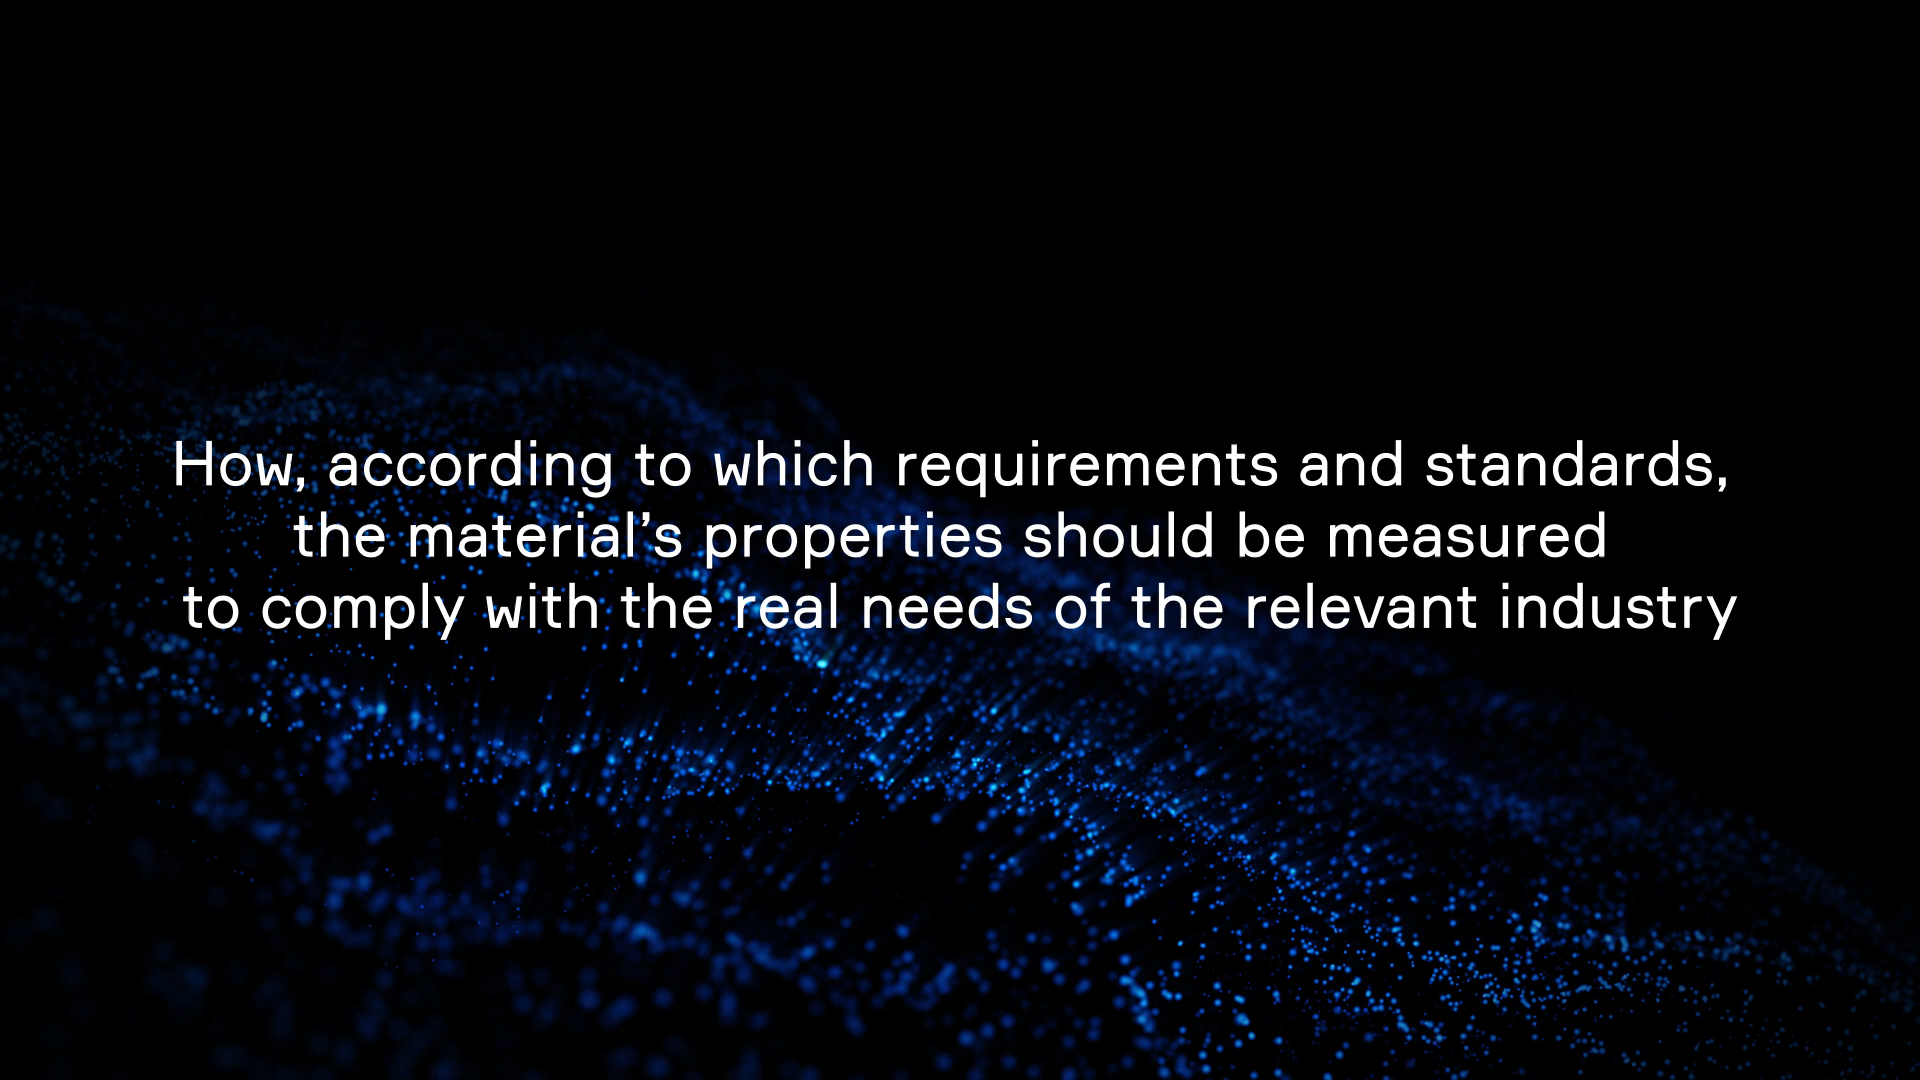 How, according to which requirements and standards,
the material’s properties should be measured
to comply with the real needs of the relevant industry